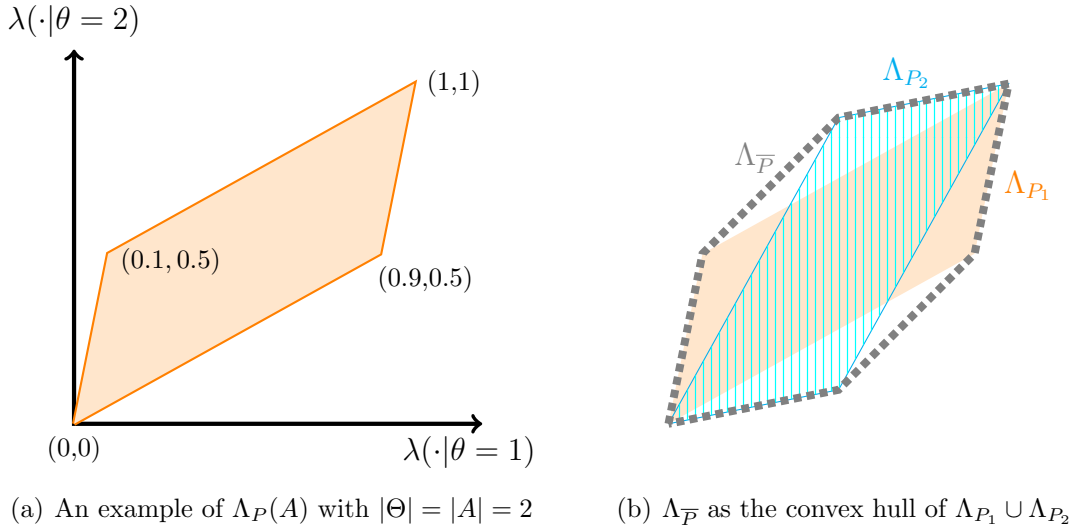 λ(·|θ = 2)
(1,1)
(0.1, 0.5)
(0.9,0.5)
(0,0)
λ(·|θ = 1)
(a) An example of Λ_P(A) with |Θ| = |A| = 2
Λ_{P_2}
Λ_{\overline{P}}
Λ_{P_1}
(b) Λ_{\overline{P}} as the convex hull of Λ_{P_1} ∪ Λ_{P_2}